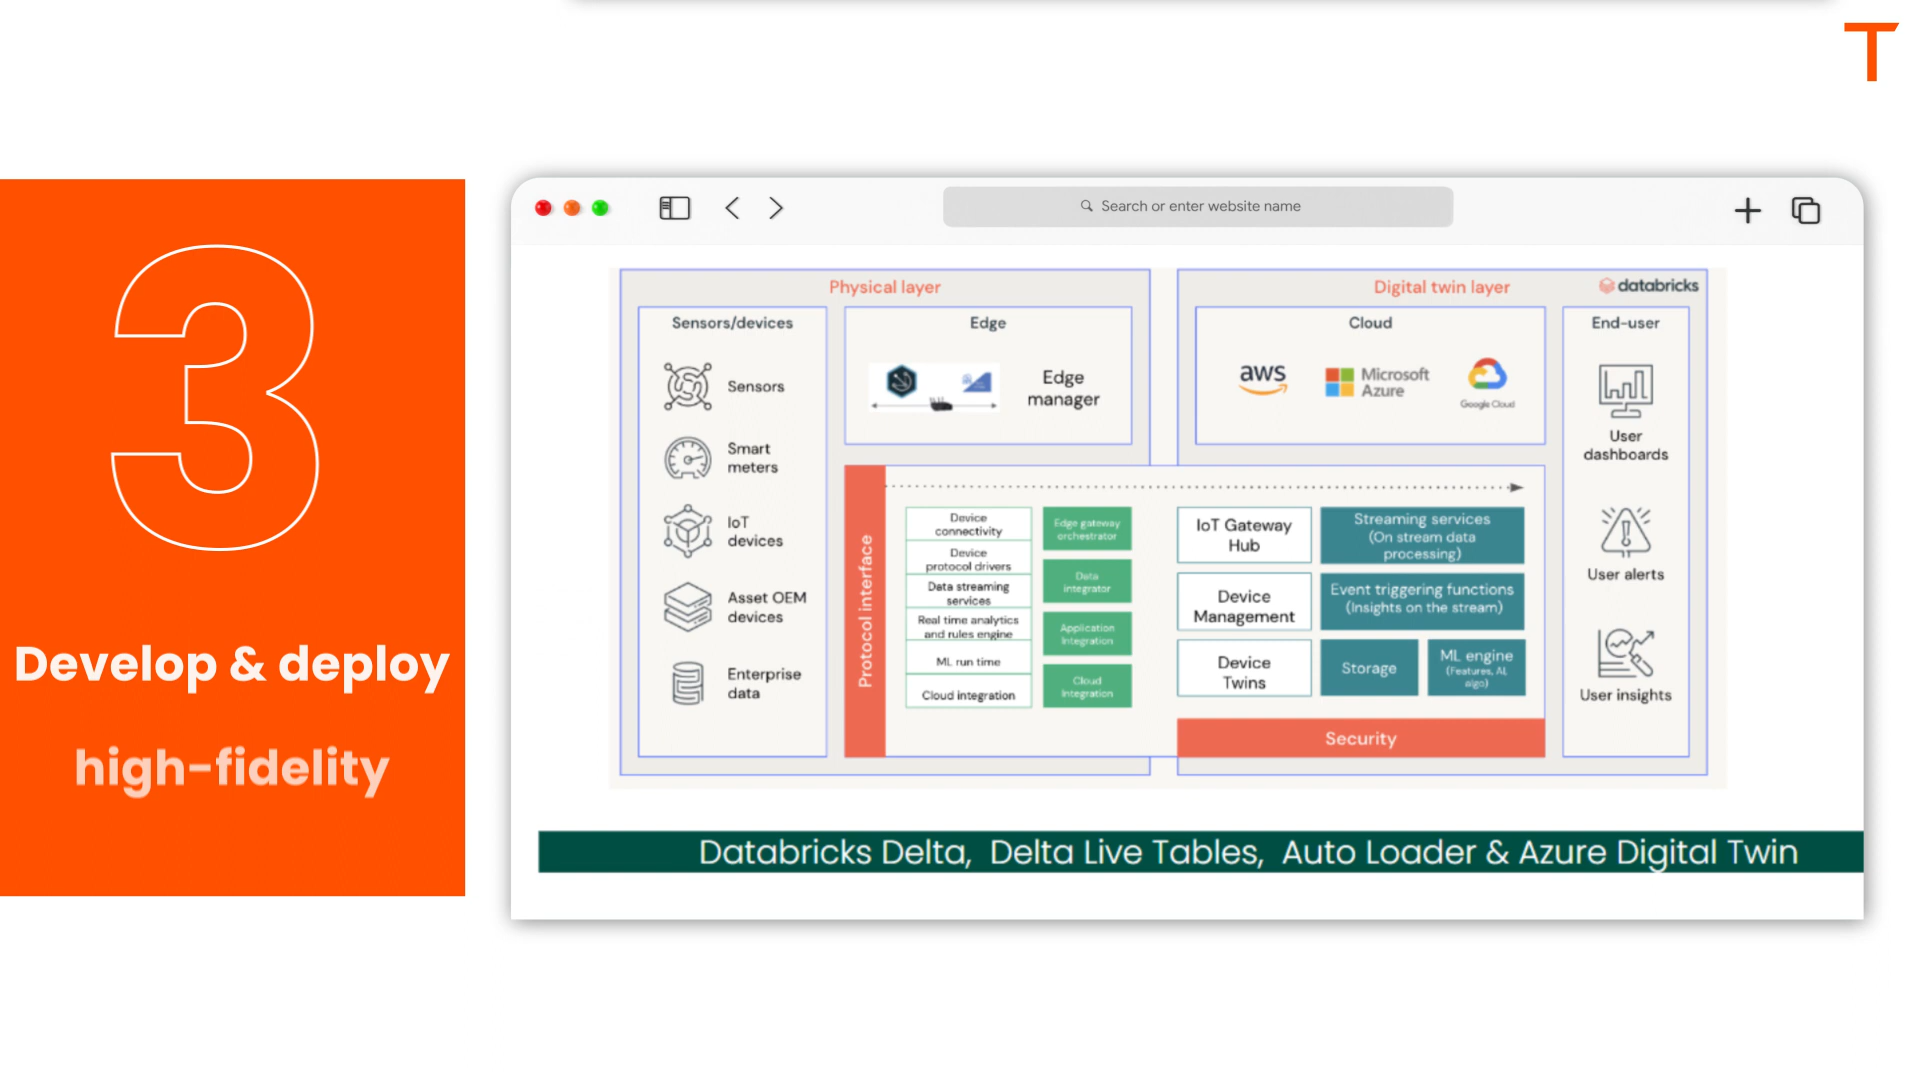 T
3
Develop & deploy
high-fidelity
Search or enter website name
Physical layer
Digital twin layer
databricks
Sensors/devices
Sensors
Smart
meters
IoT
devices
Asset OEM
devices
Enterprise
data
Edge
Edge
manager
Cloud
aws
Microsoft
Azure
Google Cloud
End-user
User
dashboards
User alerts
User insights
Protocol interface
Device
connectivity
Device
protocol drivers
Data streaming
services
Real time analytics
and rules engine
ML run time
Cloud integration
Edge gateway
orchestrator
Data
integrator
Application
Integration
Cloud
Integration
IoT Gateway
Hub
Device
Management
Device
Twins
Streaming services
(On stream data
processing)
Event triggering functions
(Insights on the stream)
Storage
ML engine
(Features, AI,
algo)
Security
Databricks Delta, Delta Live Tables, Auto Loader & Azure Digital Twin